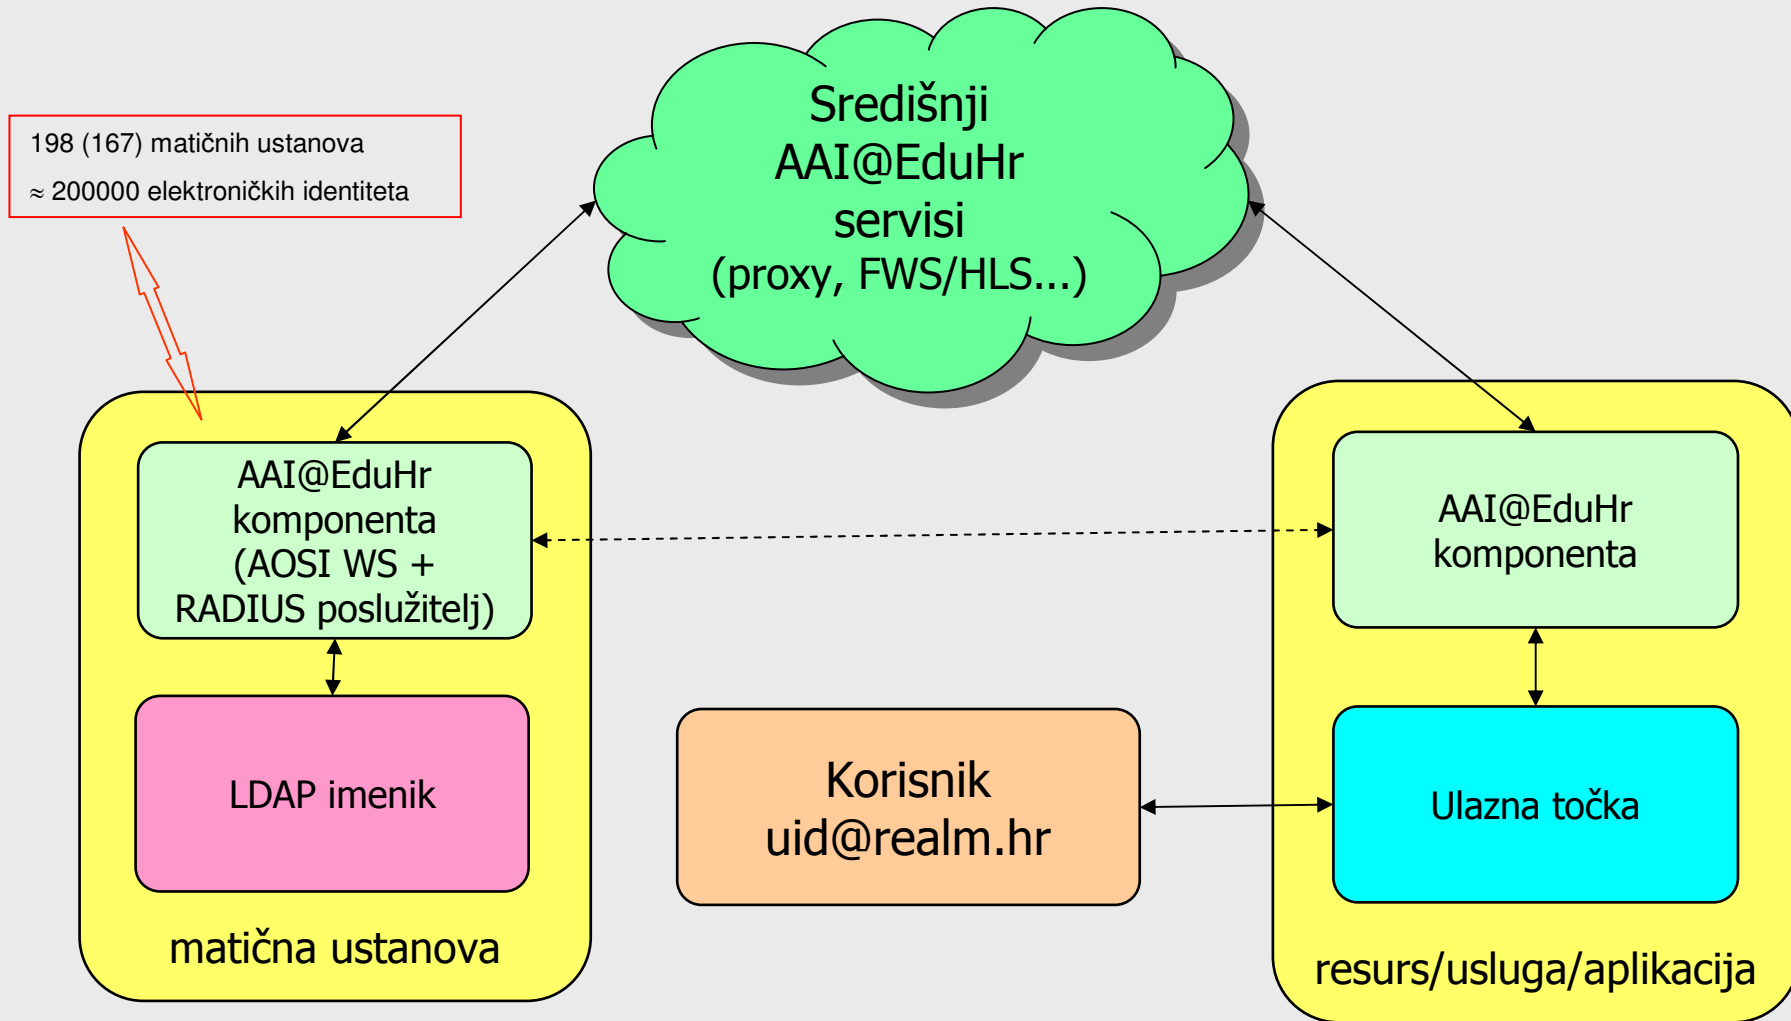 Središnji
AAI@EduHr
servisi
(proxy, FWS/HLS...)
198 (167) matičnih ustanova
≈ 200000 elektroničkih identiteta
AAI@EduHr
komponenta
(AOSI WS +
RADIUS poslužitelj)
LDAP imenik
matična ustanova
Korisnik
uid@realm.hr
AAI@EduHr
komponenta
Ulazna točka
resurs/usluga/aplikacija